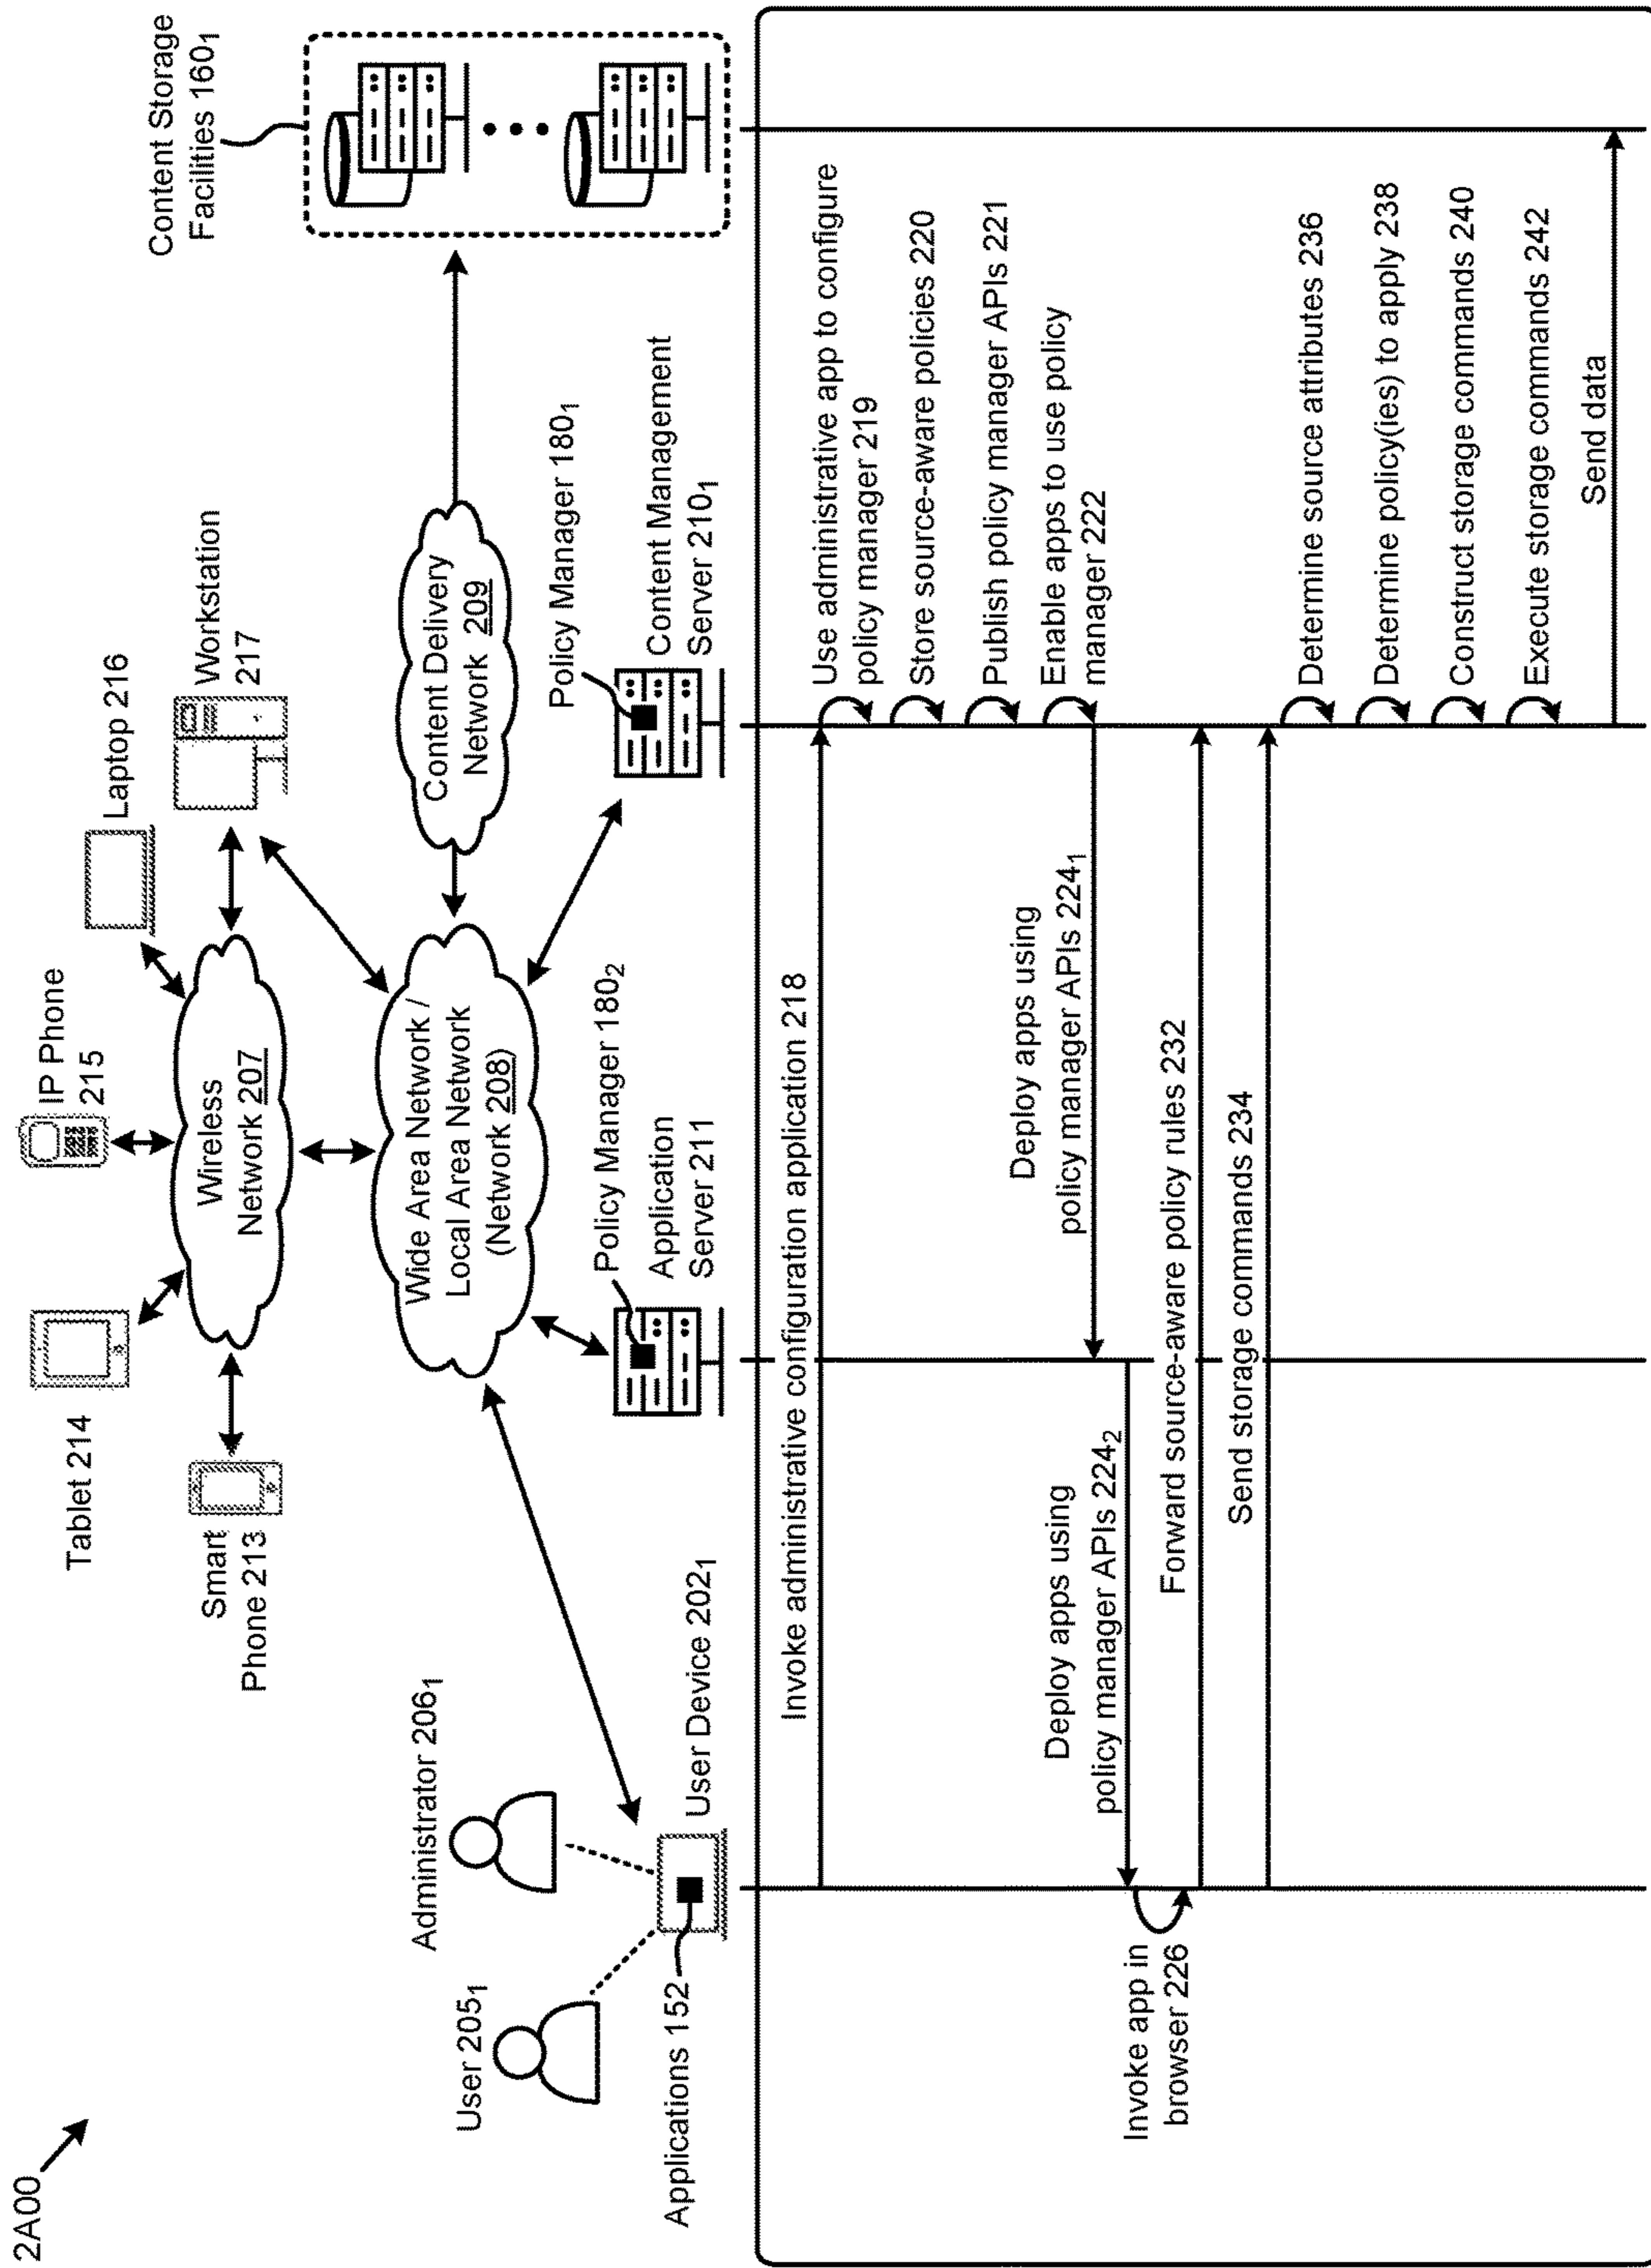 2A00
Tablet 214
IP Phone
215
Laptop 216
Smart
Phone 213
Wireless
Network 207
Workstation
217
Content Storage
Facilities 160₁
Administrator 206₁
User 205₁
Wide Area Network /
Local Area Network
(Network 208)
Content Delivery
Network 209
Policy Manager 180₂
Policy Manager 180₁
Applications 152
User Device 202₁
Application
Server 211
Content Management
Server 210₁
Invoke administrative configuration application 218
Use administrative app to configure
policy manager 219
Store source-aware policies 220
Publish policy manager APIs 221
Enable apps to use policy
manager 222
Deploy apps using
policy manager APIs 224₁
Deploy apps using
policy manager APIs 224₂
Invoke app in
browser 226
Forward source-aware policy rules 232
Send storage commands 234
Determine source attributes 236
Determine policy(ies) to apply 238
Construct storage commands 240
Execute storage commands 242
Send data